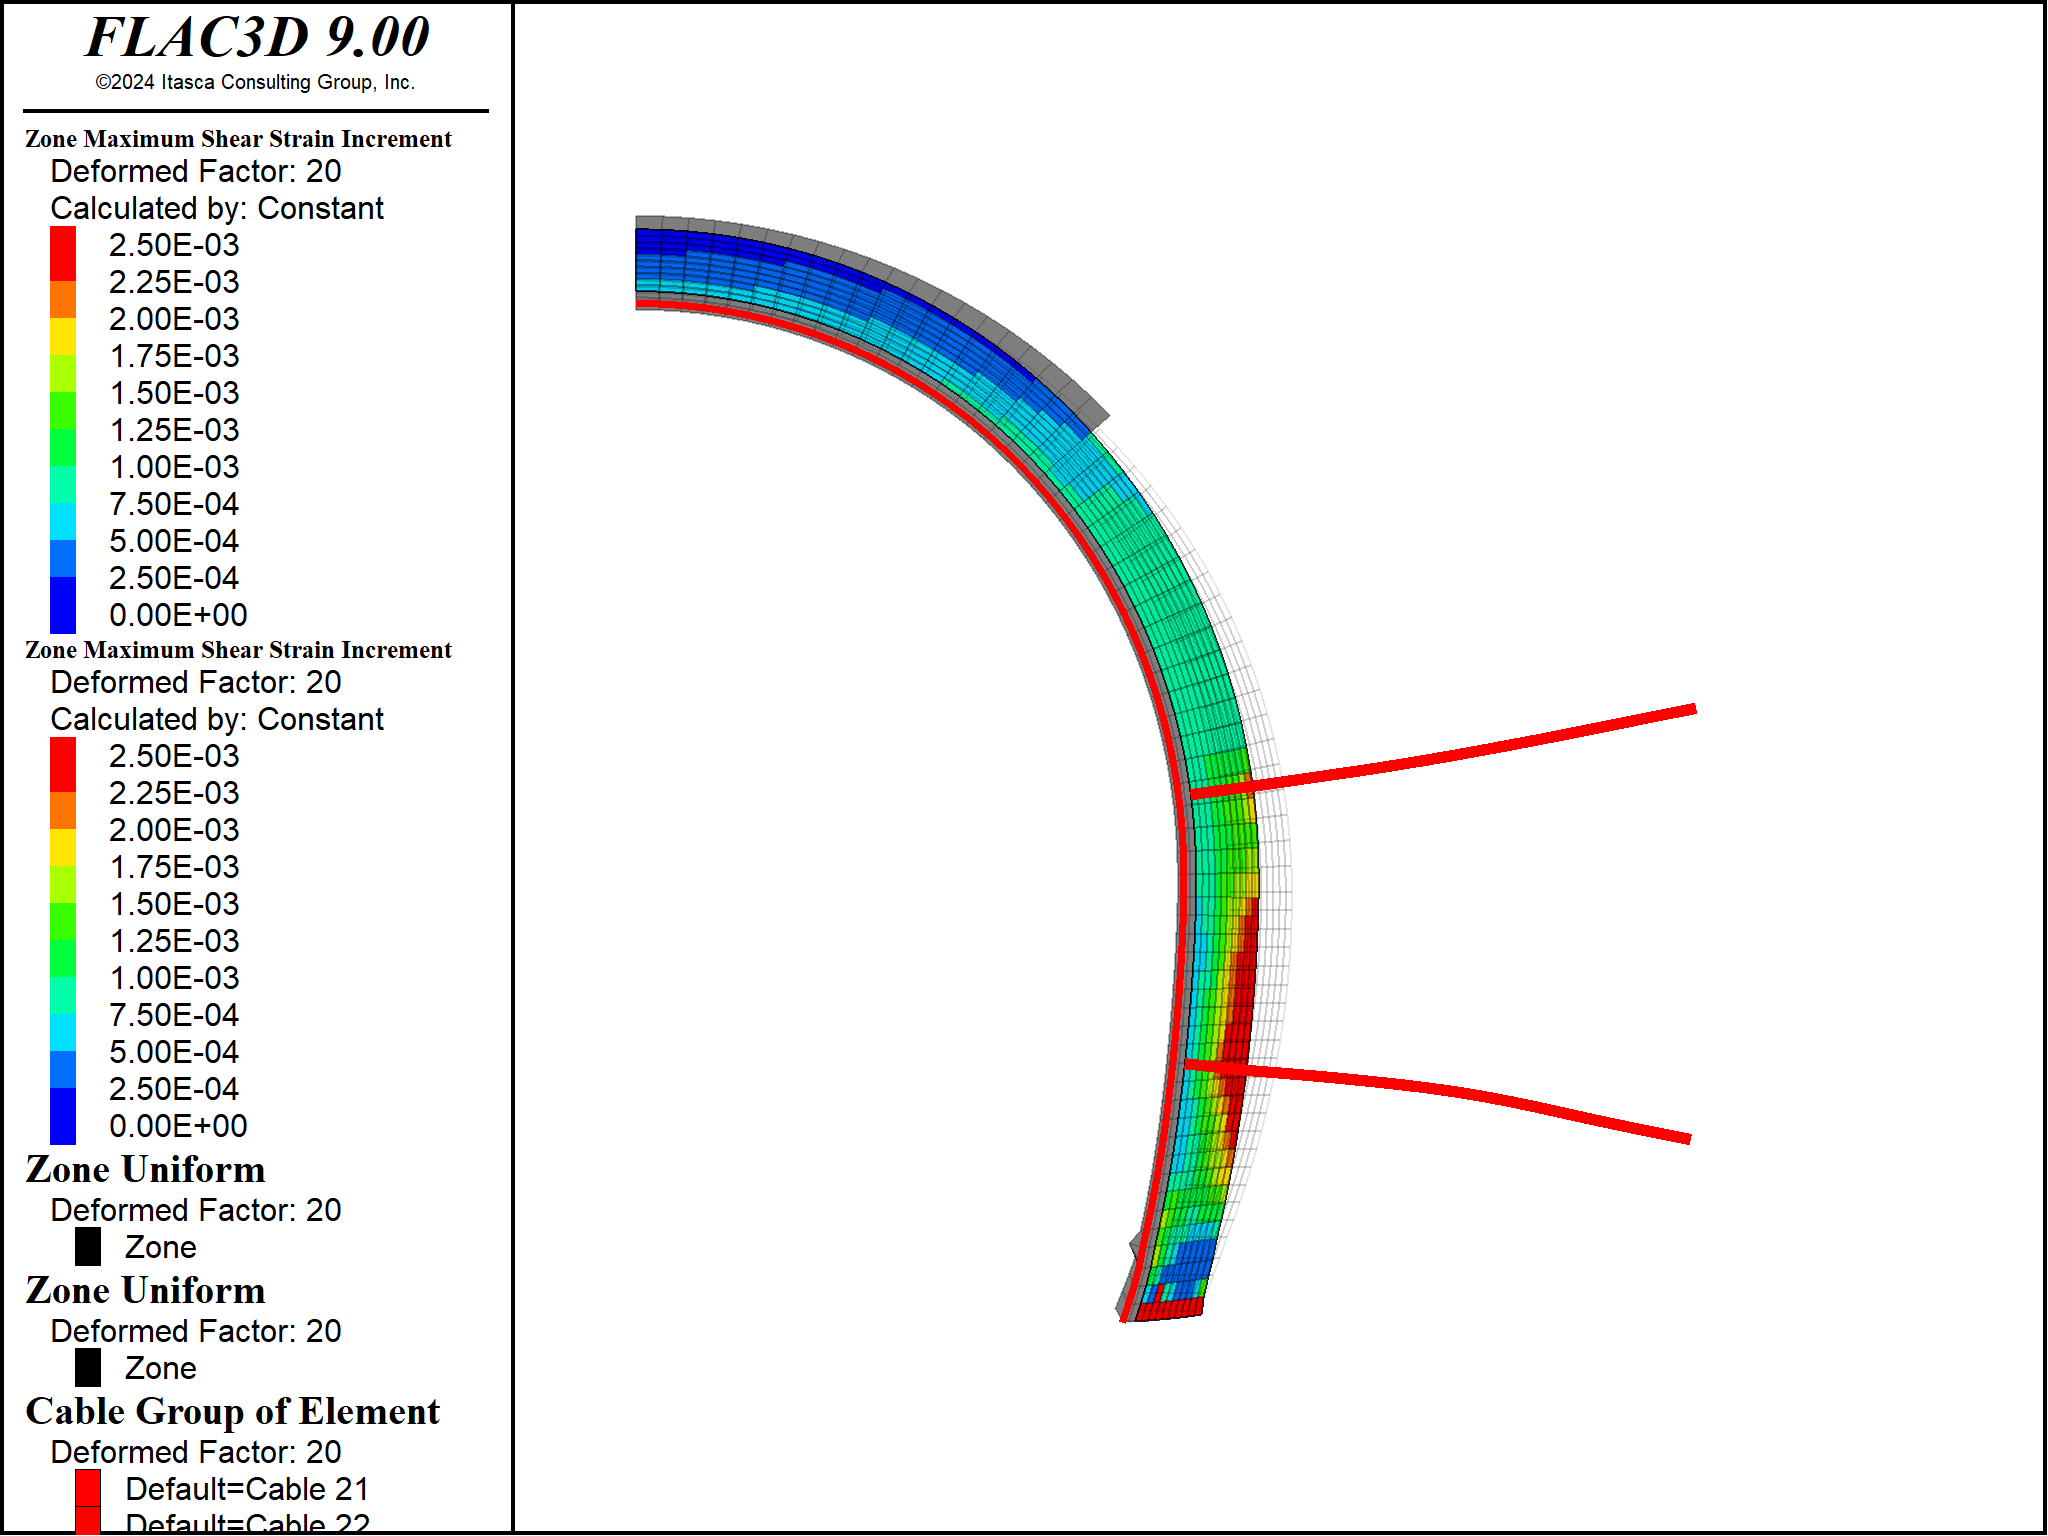 FLAC3D 9.00
©2024 Itasca Consulting Group, Inc.
Zone Maximum Shear Strain Increment
Deformed Factor: 20
Calculated by: Constant
2.50E-03
2.25E-03
2.00E-03
1.75E-03
1.50E-03
1.25E-03
1.00E-03
7.50E-04
5.00E-04
2.50E-04
0.00E+00
Zone Maximum Shear Strain Increment
Deformed Factor: 20
Calculated by: Constant
2.50E-03
2.25E-03
2.00E-03
1.75E-03
1.50E-03
1.25E-03
1.00E-03
7.50E-04
5.00E-04
2.50E-04
0.00E+00
Zone Uniform
Deformed Factor: 20
Zone
Zone Uniform
Deformed Factor: 20
Zone
Cable Group of Element
Deformed Factor: 20
Default=Cable 21
Default=Cable 22